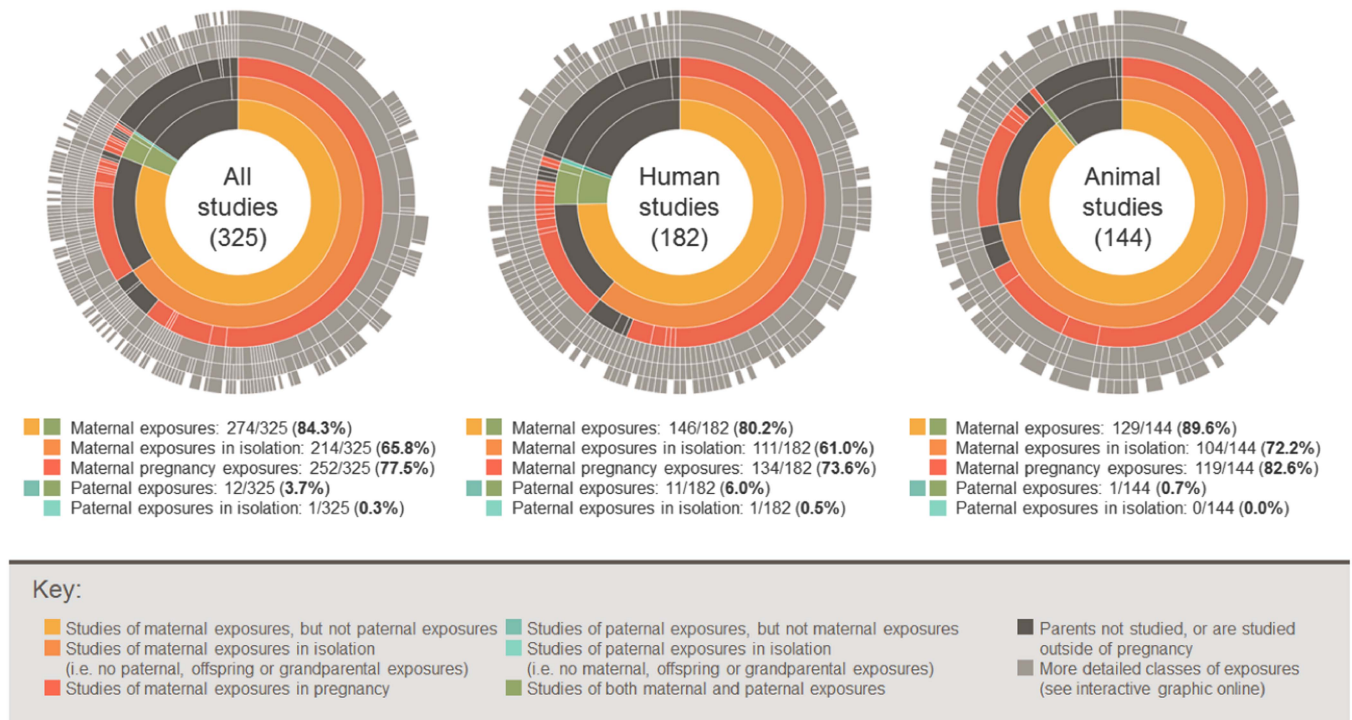 All
studies
(325)
Human
studies
(182)
Animal
studies
(144)
Maternal exposures: 274/325 (84.3%)
Maternal exposures in isolation: 214/325 (65.8%)
Maternal pregnancy exposures: 252/325 (77.5%)
Paternal exposures: 12/325 (3.7%)
Paternal exposures in isolation: 1/325 (0.3%)
Maternal exposures: 146/182 (80.2%)
Maternal exposures in isolation: 111/182 (61.0%)
Maternal pregnancy exposures: 134/182 (73.6%)
Paternal exposures: 11/182 (6.0%)
Paternal exposures in isolation: 1/182 (0.5%)
Maternal exposures: 129/144 (89.6%)
Maternal exposures in isolation: 104/144 (72.2%)
Maternal pregnancy exposures: 119/144 (82.6%)
Paternal exposures: 1/144 (0.7%)
Paternal exposures in isolation: 0/144 (0.0%)
Key:
Studies of maternal exposures, but not paternal exposures
Studies of maternal exposures in isolation
(i.e. no paternal, offspring or grandparental exposures)
Studies of maternal exposures in pregnancy
Studies of paternal exposures, but not maternal exposures
Studies of paternal exposures in isolation
(i.e. no maternal, offspring or grandparental exposures)
Studies of both maternal and paternal exposures
Parents not studied, or are studied
outside of pregnancy
More detailed classes of exposures
(see interactive graphic online)